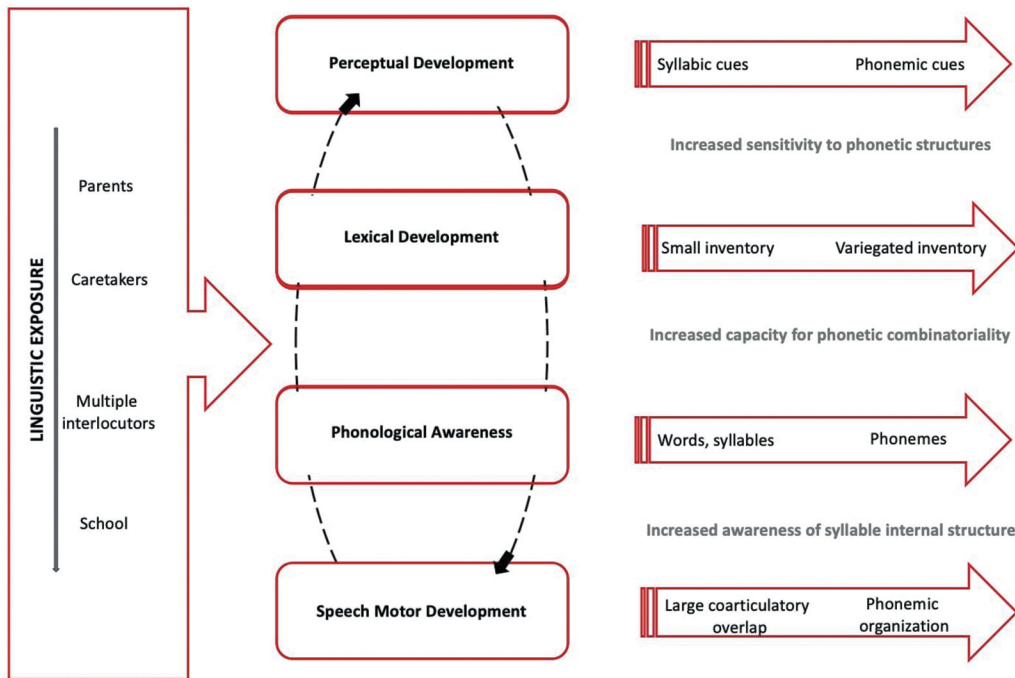 LINGUISTIC EXPOSURE
Parents
Caretakers
Multiple
interlocutors
School
Perceptual Development
Lexical Development
Phonological Awareness
Speech Motor Development
Syllabic cues
Phonemic cues
Increased sensitivity to phonetic structures
Small inventory
Variegated inventory
Increased capacity for phonetic combinatoriality
Words, syllables
Phonemes
Increased awareness of syllable internal structure
Large coarticulatory
overlap
Phonemic
organization